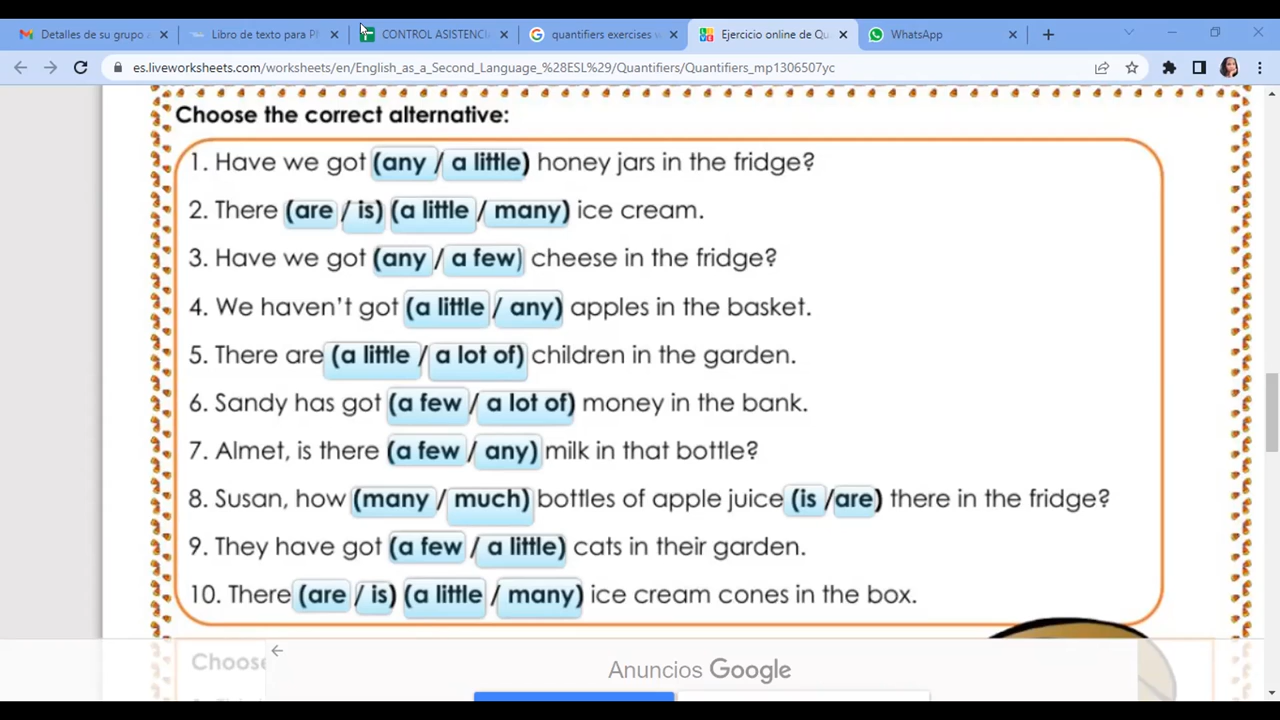 Detalles de su grupo
Libro de texto para
CONTROL ASISTENCI
quantifiers exercises
Ejercicio online de Qu
WhatsApp
es.liveworksheets.com/worksheets/en/English_as_a_Second_Language_%28ESL%29/Quantifiers/Quantifiers_mp1306507yc
Choose the correct alternative:
1. Have we got (any / a little) honey jars in the fridge?
2. There (are / is) (a little / many) ice cream.
3. Have we got (any / a few) cheese in the fridge?
4. We haven't got (a little / any) apples in the basket.
5. There are (a little / a lot of) children in the garden.
6. Sandy has got (a few / a lot of) money in the bank.
7. Almet, is there (a few / any) milk in that bottle?
8. Susan, how (many / much) bottles of apple juice (is /are) there in the fridge?
9. They have got (a few / a little) cats in their garden.
10. There (are / is) (a little / many) ice cream cones in the box.
Choose
Anuncios Google